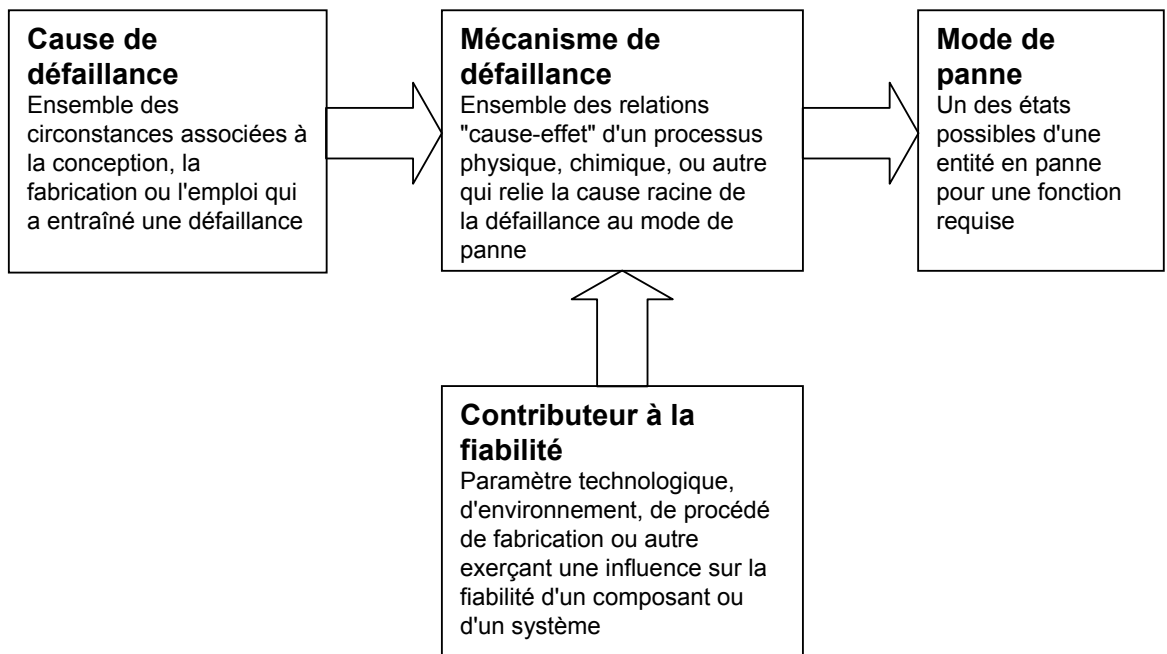 Cause de
défaillance
Ensemble des
circonstances associées à
la conception, la
fabrication ou l'emploi qui
a entraîné une défaillance
Mécanisme de
défaillance
Ensemble des relations
"cause-effet" d'un processus
physique, chimique, ou autre
qui relie la cause racine de
la défaillance au mode de
panne
Mode de
panne
Un des états
possibles d'une
entité en panne
pour une fonction
requise
Contributeur à la
fiabilité
Paramètre technologique,
d'environnement, de procédé
de fabrication ou autre
exerçant une influence sur la
fiabilité d'un composant ou
d'un système